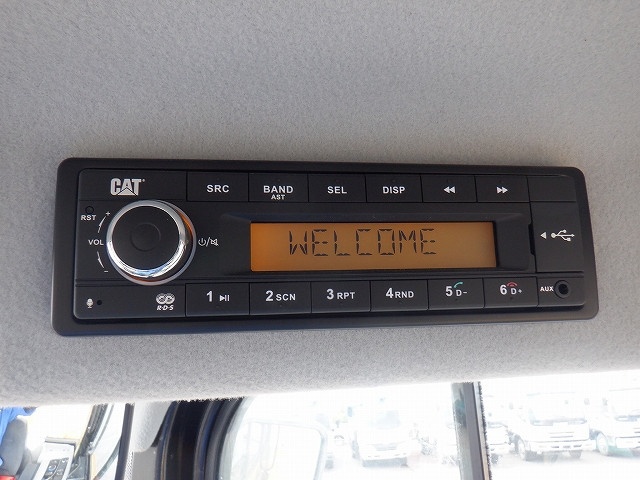 CAT
SRC
BAND
AST
SEL
DISP
RST
VOL
+
-
WELCOME
R·D·S
1
2 SCN
3 RPT
4 RND
5 D-
6 D+
AUX